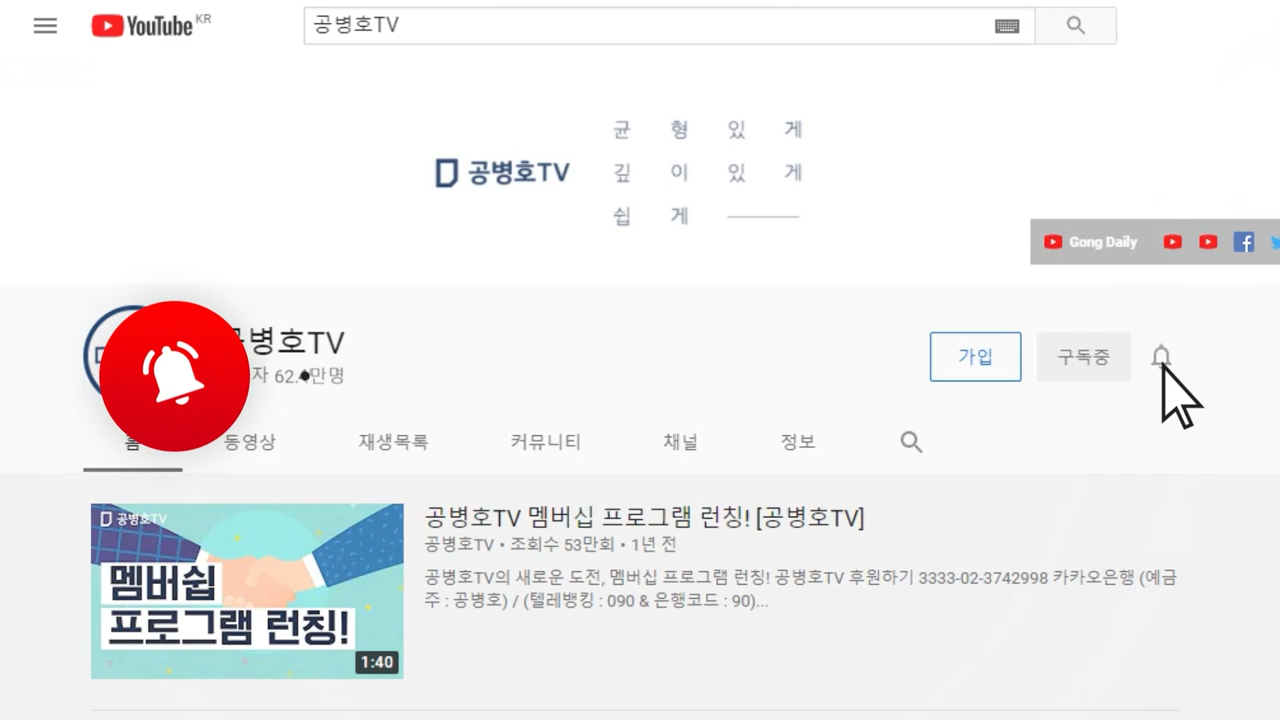 YouTube KR
공병호TV
균형있게
공병호TV
깊이있게
쉽게
Gong Daily
병호TV
자 62. 만명
가입
구독중
홈
동영상
재생목록
커뮤니티
채널
정보
공병호TV
멤버쉽
프로그램 런칭!
1:40
공병호TV 멤버십 프로그램 런칭! [공병호TV]
공병호TV • 조회수 53만회 • 1년 전
공병호TV의 새로운 도전, 멤버십 프로그램 런칭! 공병호TV 후원하기 3333-02-3742998 카카오은행 (예금
주 : 공병호) / (텔레뱅킹 : 090 & 은행코드 : 90)...